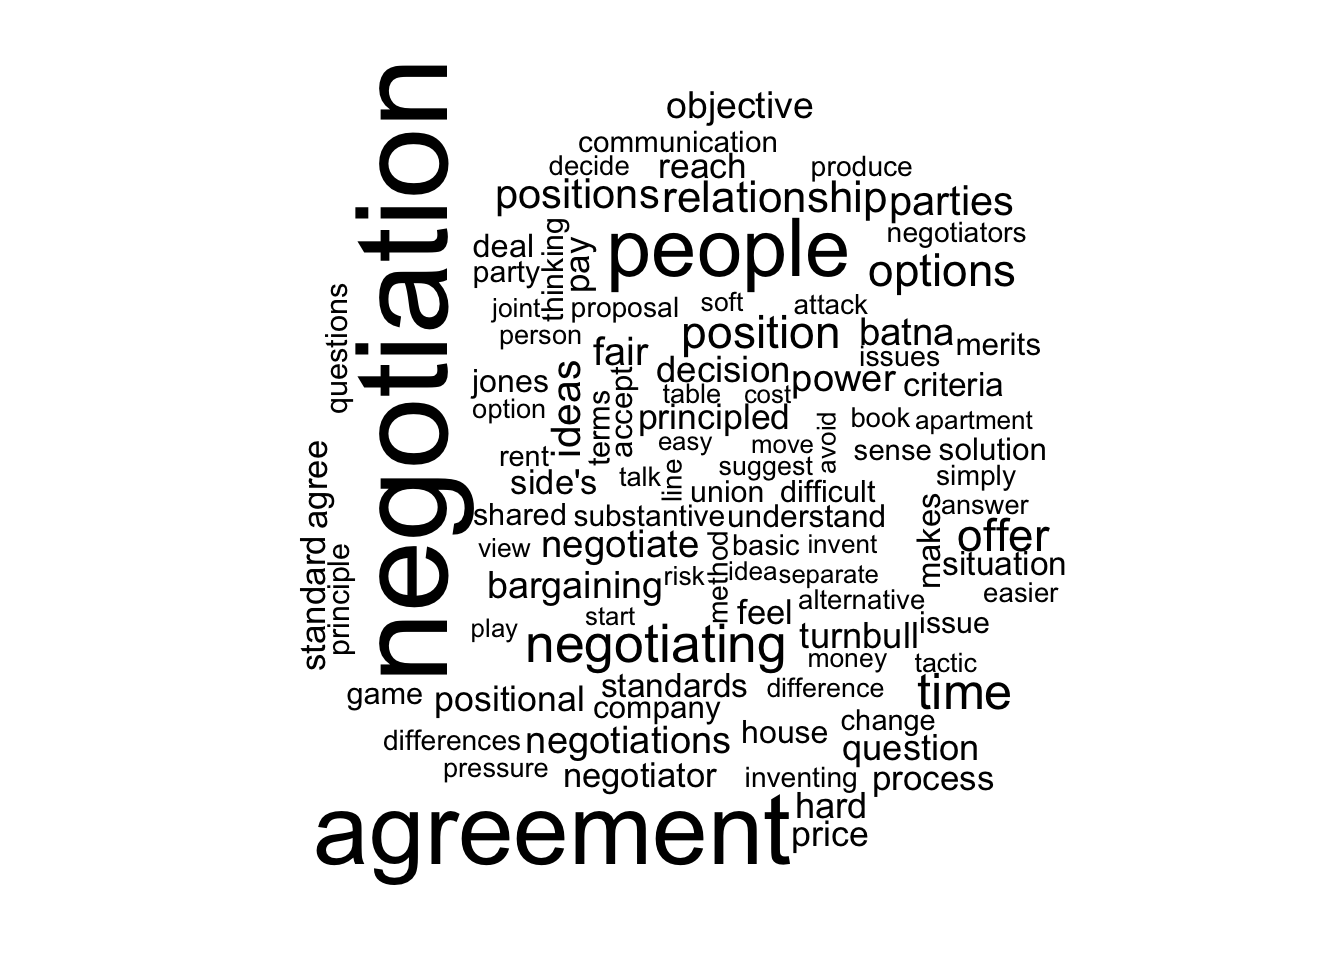 negotiation
objective
communication
decide reach produce
positions relationship parties
people
negotiators
deal
thinking
pay
party
options
questions
joint proposal soft attack
person
position
batna
merits
fair
issues
jones
ideas
accept
decision
power
criteria
option
terms
table
cost
principled
avoid
book
apartment
easy
move
sense
solution
rent
side's
talk
line
suggest
simply
union
difficult
agree
answer
shared substantive understand
makes
offer
view
negotiate
method
basic
invent
situation
standard
principle
bargaining
risk
idea
separate
easier
start
feel
alternative
play
negotiating
turnbull
issue
money
tactic
game
positional
standards
difference
time
company
change
differences
negotiations
house
question
pressure
negotiator
inventing
process
agreement
hard
price